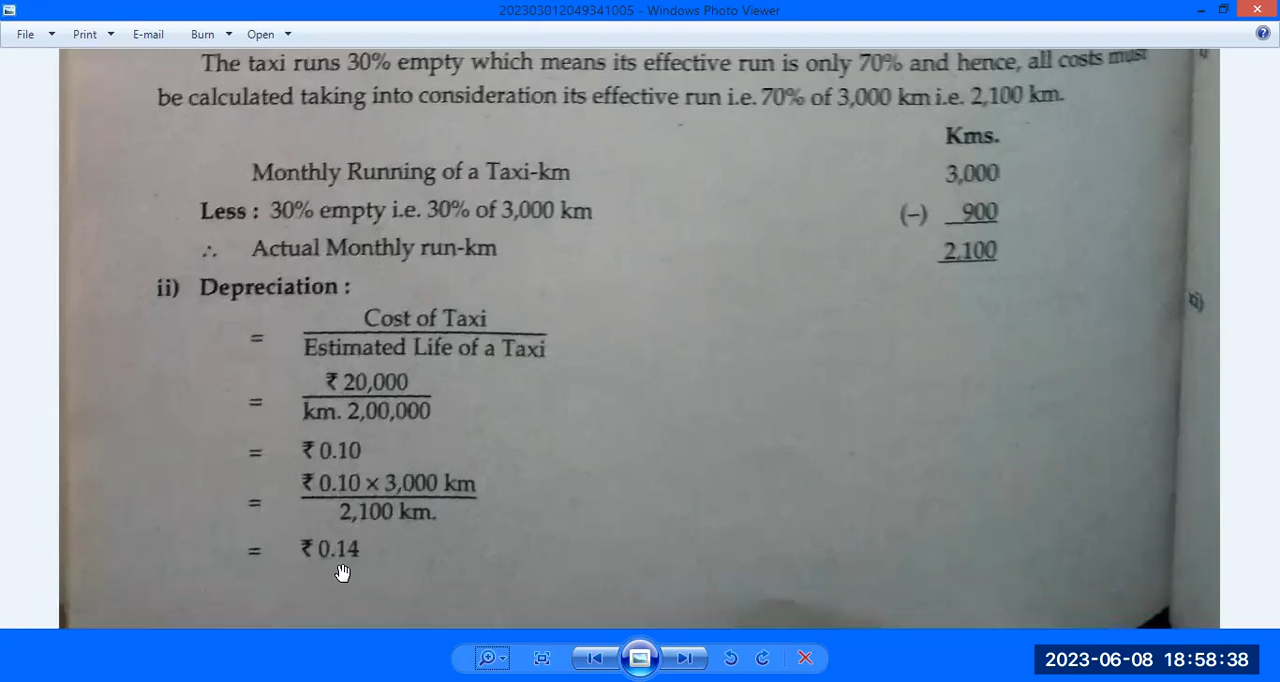 202303012049341005 - Windows Photo Viewer
File Print E-mail Burn Open
The taxi runs 30% empty which means its effective run is only 70% and hence, all costs must
be calculated taking into consideration its effective run i.e. 70% of 3,000 km i.e. 2,100 km.
Kms.
Monthly Running of a Taxi-km 3,000
Less : 30% empty i.e. 30% of 3,000 km (–) 900
∴ Actual Monthly run-km 2,100
ii) Depreciation :
xi)
Cost of Taxi
= Estimated Life of a Taxi
₹ 20,000
= km. 2,00,000
= ₹ 0.10
₹ 0.10 × 3,000 km
= 2,100 km.
= ₹ 0.14
2023-06-08 18:58:38